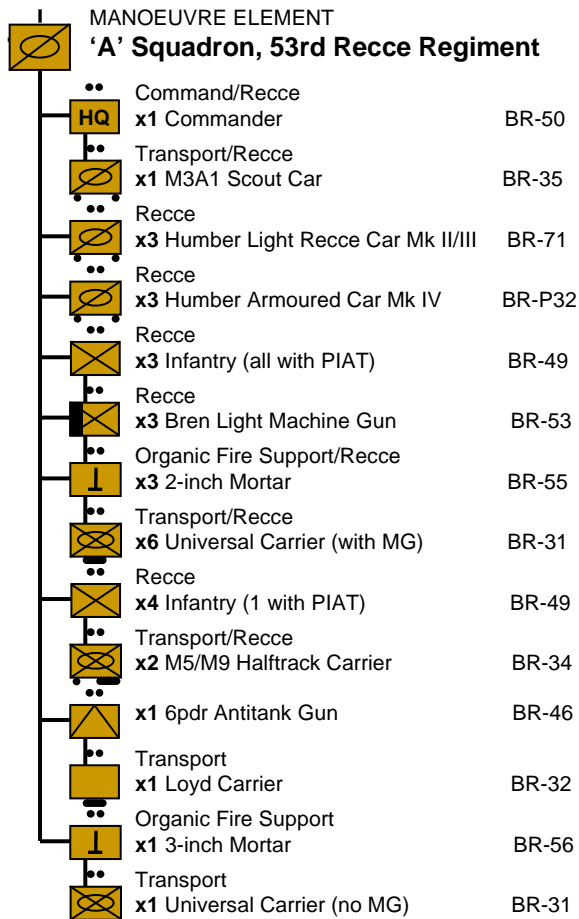 MANOEUVRE ELEMENT
‘A’ Squadron, 53rd Recce Regiment
Command/Recce
HQ x1 Commander BR-50
Transport/Recce
x1 M3A1 Scout Car BR-35
Recce
x3 Humber Light Recce Car Mk II/III BR-71
Recce
x3 Humber Armoured Car Mk IV BR-P32
Recce
x3 Infantry (all with PIAT) BR-49
Recce
x3 Bren Light Machine Gun BR-53
Organic Fire Support/Recce
x3 2-inch Mortar BR-55
Transport/Recce
x6 Universal Carrier (with MG) BR-31
Recce
x4 Infantry (1 with PIAT) BR-49
Transport/Recce
x2 M5/M9 Halftrack Carrier BR-34
x1 6pdr Antitank Gun BR-46
Transport
x1 Loyd Carrier BR-32
Organic Fire Support
x1 3-inch Mortar BR-56
Transport
x1 Universal Carrier (no MG) BR-31